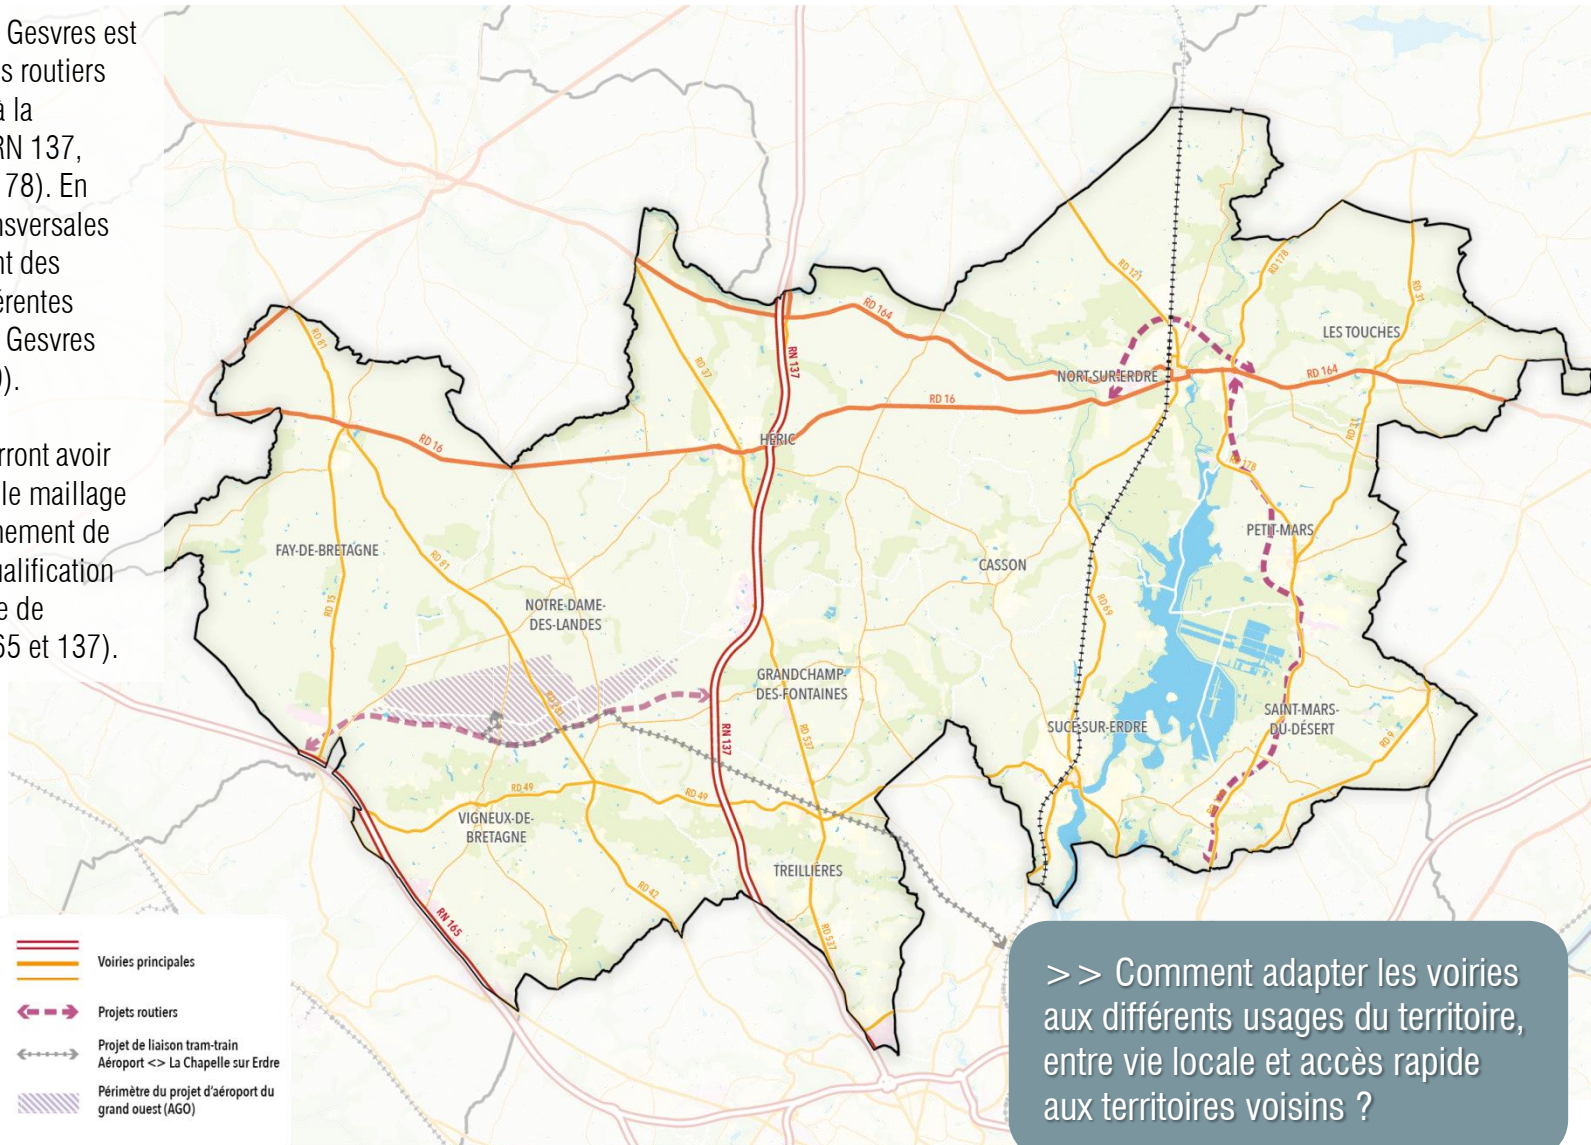 Gesvres est
s routiers
à la
RN 137,
178). En
nsversales
nt des
érentes
Gesvres
).
rront avoir
le maillage
nement de
ualification
e de
65 et 137).
RD 121
RD 178
RD 31
LES TOUCHES
RD 164
RD 81
RD 37
RN 137
NORT-SUR-ERDRE
RD 164
RD 16
RD 16
HÉRIC
RD 178
PETIT-MARS
FAY-DE-BRETAGNE
RD 81
CASSON
RD 15
NOTRE-DAME-
DES-LANDES
RD 69
GRANDCHAMP-
DES-FONTAINES
SUCÉ-SUR-ERDRE
SAINT-MARS-
DU-DÉSERT
RD 9
RN 137
RD 537
RD 49
RD 49
VIGNEUX-DE-
BRETAGNE
TREILLIÈRES
RD 42
RN 165
RD 537
Voiries principales
Projets routiers
Projet de liaison tram-train
Aéroport <> La Chapelle sur Erdre
Périmètre du projet d'aéroport du
grand ouest (AGO)
>> Comment adapter les voiries
aux différents usages du territoire,
entre vie locale et accès rapide
aux territoires voisins ?